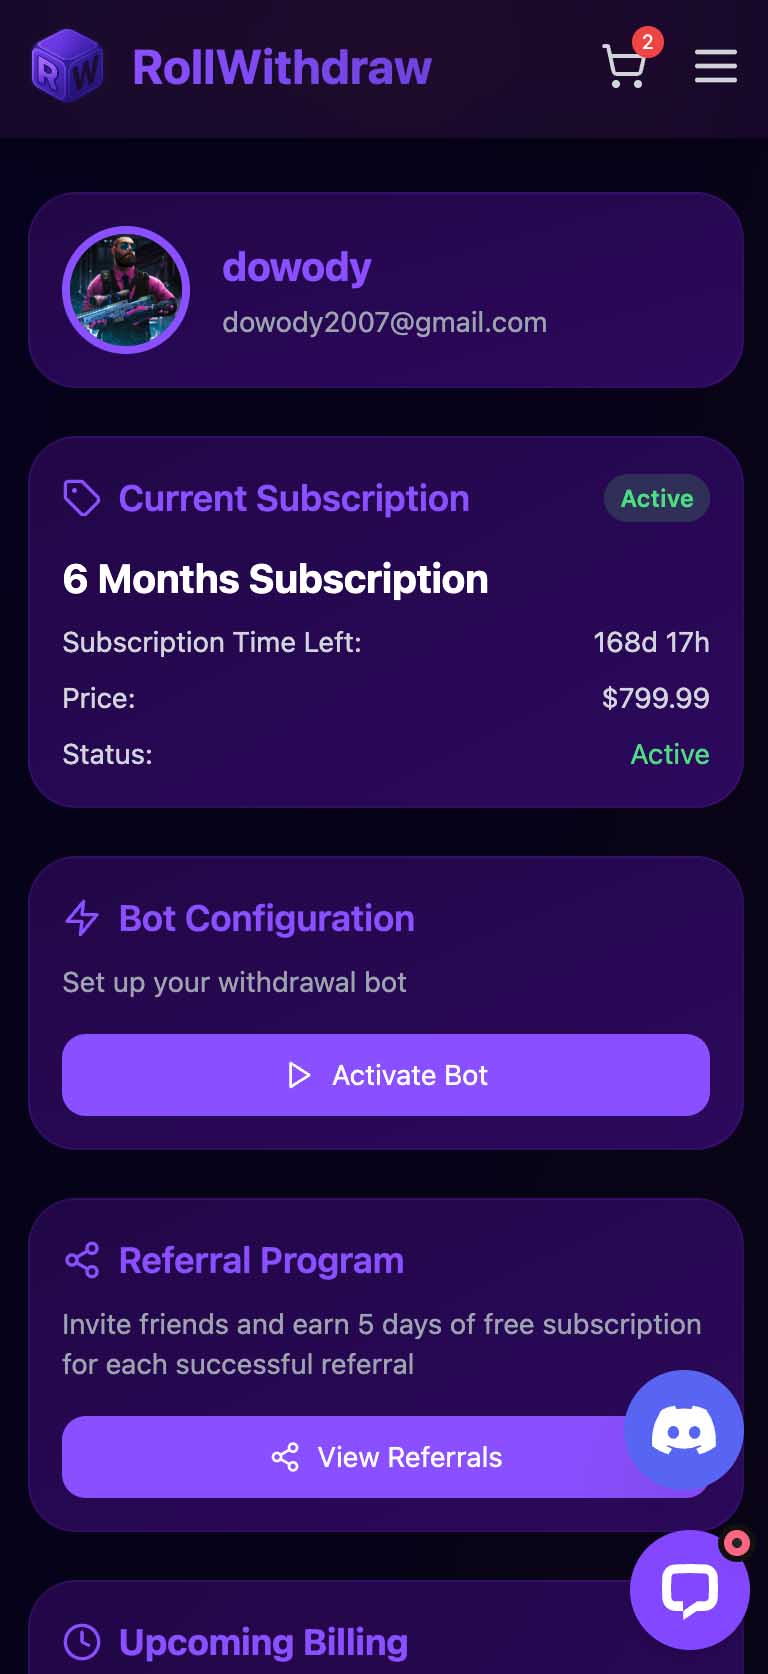 RW
RollWithdraw
2
dowody
dowody2007@gmail.com
Current Subscription
Active
6 Months Subscription
Subscription Time Left: 168d 17h
Price: $799.99
Status: Active
Bot Configuration
Set up your withdrawal bot
Activate Bot
Referral Program
Invite friends and earn 5 days of free subscription
for each successful referral
View Referrals
Upcoming Billing